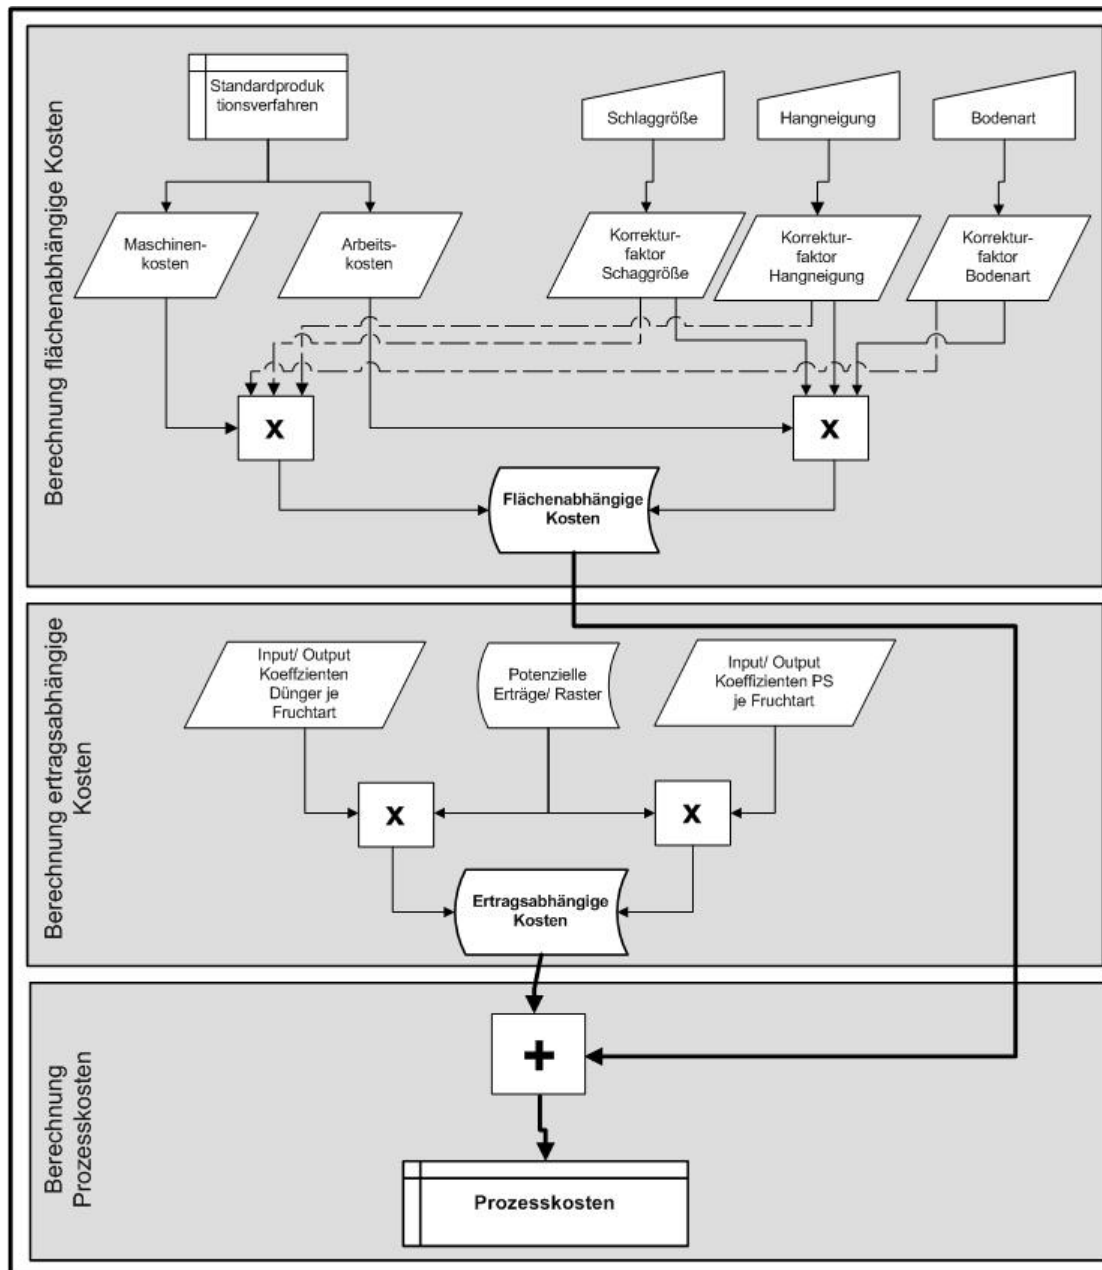 Berechnung flächenabhängige Kosten
Standardproduk
tionsverfahren
Schlaggröße
Hangneigung
Bodenart
Maschinen-
kosten
Arbeits-
kosten
Korrektur-
faktor
Schaggröße
Korrektur-
faktor
Hangneigung
Korrektur-
faktor
Bodenart
x
x
Flächenabhängige
Kosten
Berechnung ertragsabhängige
Kosten
Input/ Output
Koeffzienten
Dünger je
Fruchtart
Potenzielle
Erträge/ Raster
Input/ Output
Koeffizienten PS
je Fruchtart
x
x
Ertragsabhängige
Kosten
Berechnung
Prozesskosten
+
Prozesskosten